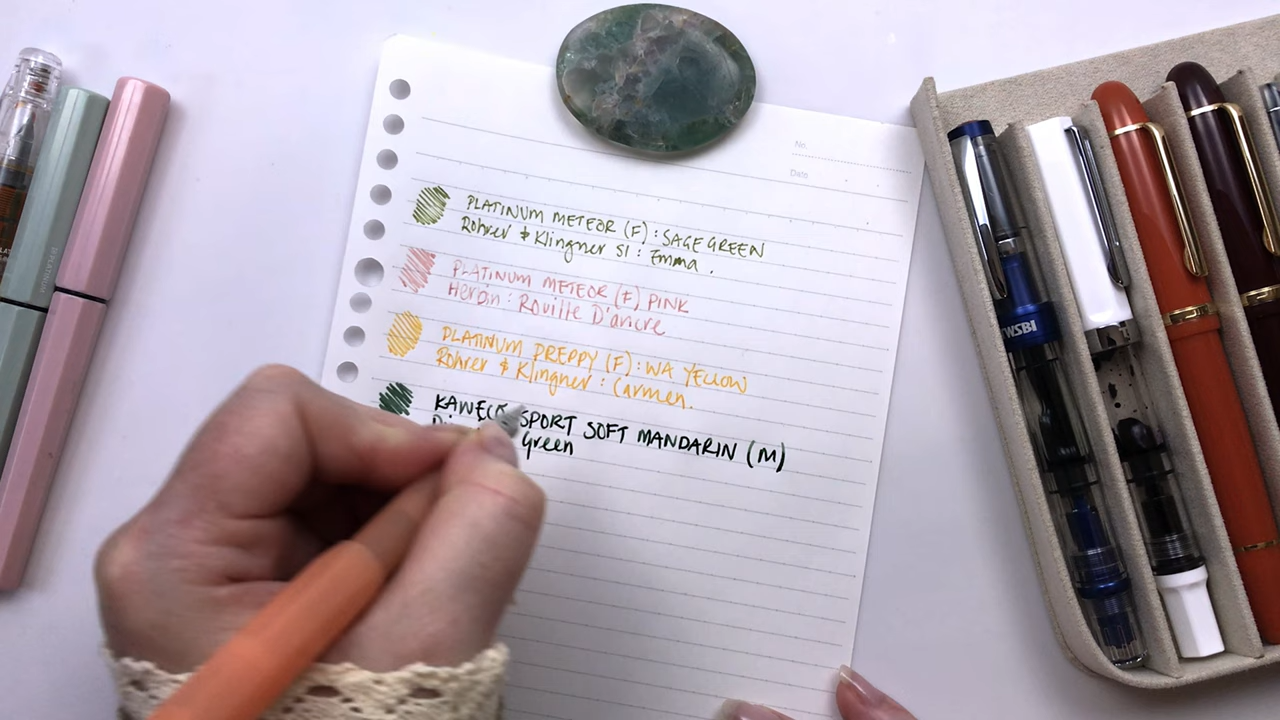 No.
Date
PLATINUM METEOR (F) : SAGE GREEN
Rohrer & Klingner SI : Emma .
PLATINUM METEOR (F) PINK
Herbin : Rouille D'ancre
PLATINUM PREPPY (F) : WA YELLOW
Rohrer & Klingner : Carmen.
KAWECO SPORT SOFT MANDARIN (M)
Green
TWSBI